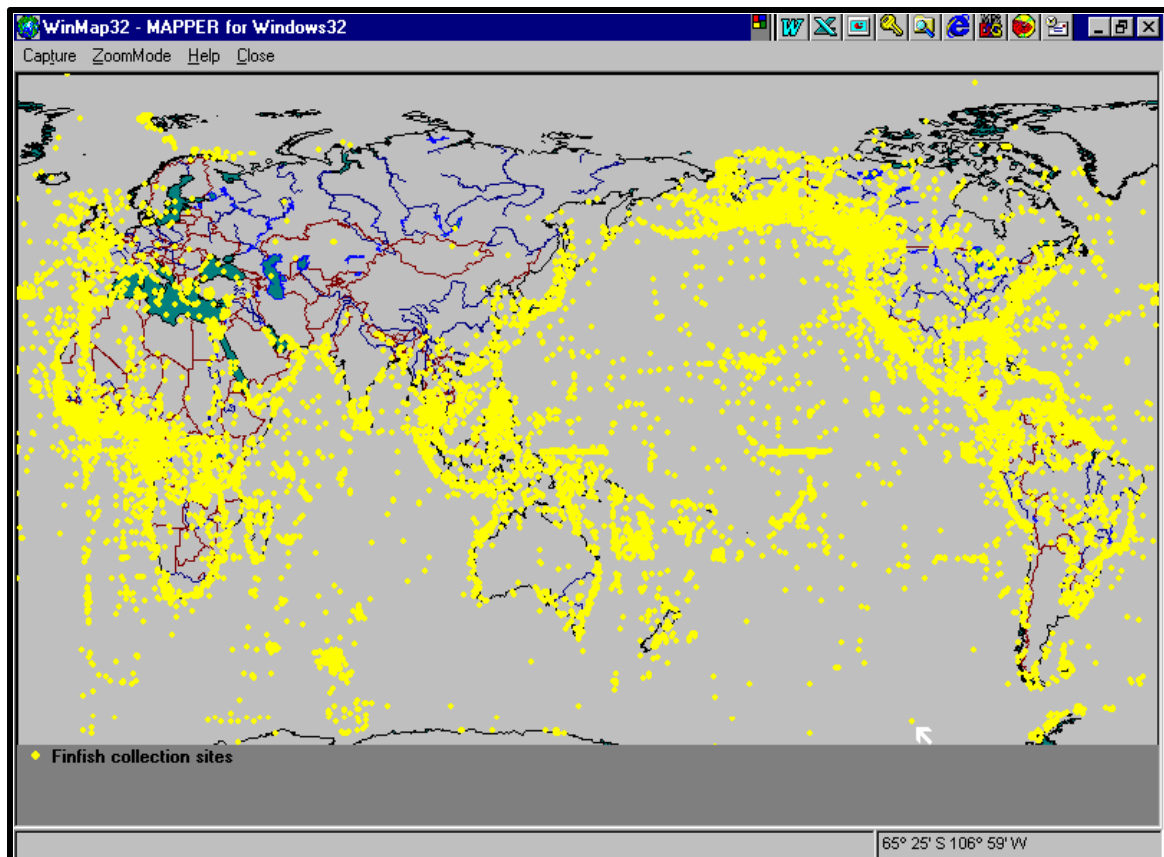 WinMap32 - MAPPER for Windows32
Capture ZoomMode Help Close
Finfish collection sites
65° 25' S 106° 59' W